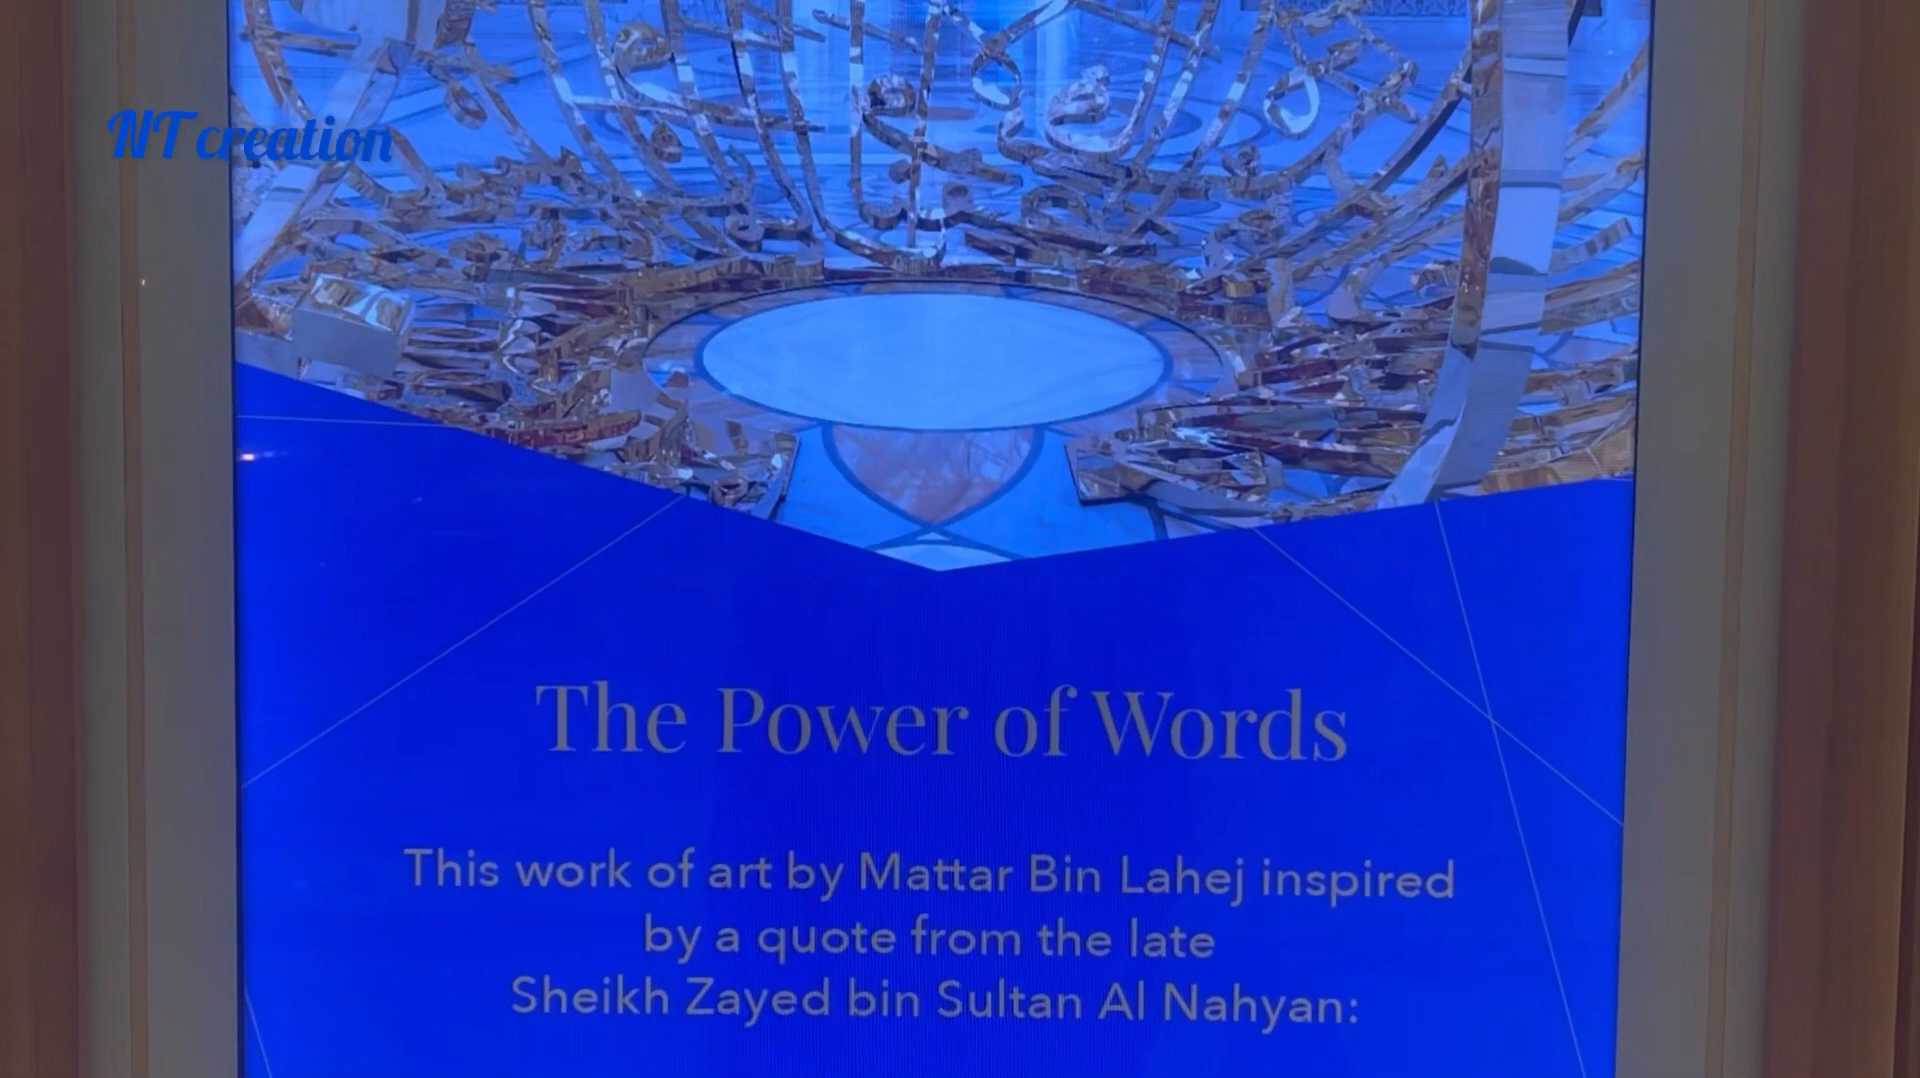 NT creation
The Power of Words
This work of art by Mattar Bin Lahej inspired
by a quote from the late
Sheikh Zayed bin Sultan Al Nahyan: